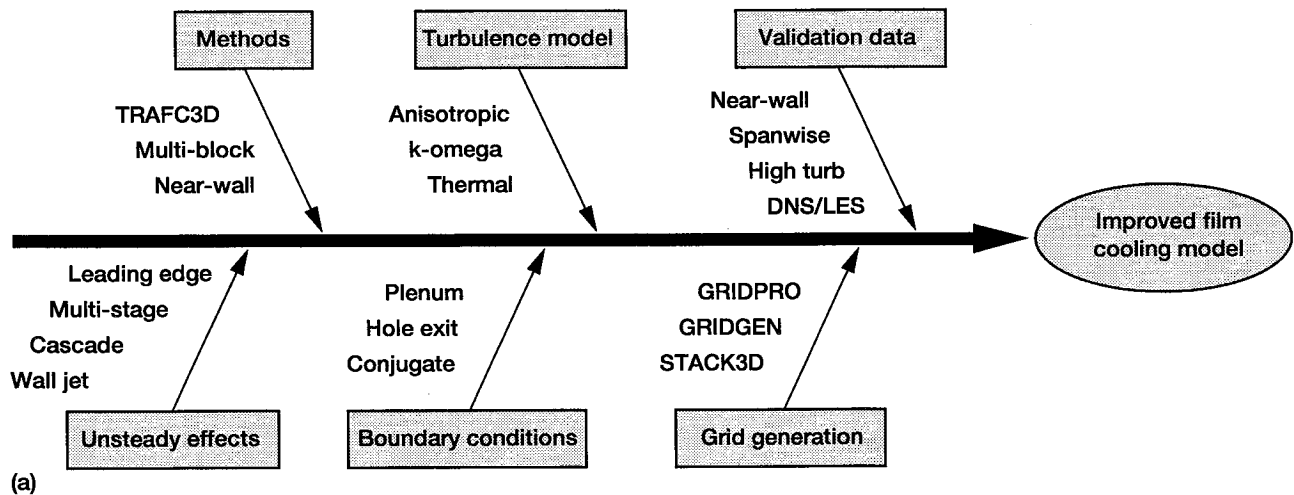 Methods
Turbulence model
Validation data
TRAFC3D
Multi-block
Near-wall
Anisotropic
k-omega
Thermal
Near-wall
Spanwise
High turb
DNS/LES
Improved film
cooling model
Leading edge
Multi-stage
Cascade
Wall jet
Plenum
Hole exit
Conjugate
GRIDPRO
GRIDGEN
STACK3D
Unsteady effects
Boundary conditions
Grid generation
(a)